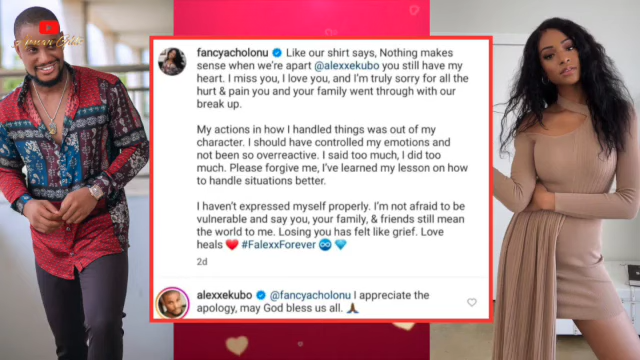 fancyacholonu Like our shirt says, Nothing makes
sense when we're apart @alexxekubo you still have my
heart. I miss you, I love you, and I'm truly sorry for all the
hurt & pain you and your family went through with our
break up.
My actions in how I handled things was out of my
character. I should have controlled my emotions and
not been so overreactive. I said too much, I did too
much. Please forgive me, I've learned my lesson on how
to handle situations better.
I haven't expressed myself properly. I'm not afraid to be
vulnerable and say you, your family, & friends still mean
the world to me. Losing you has felt like grief. Love
heals ❤️ #FalexxForever ♾️💎
2d
alexxekubo @fancyacholonu I appreciate the
apology, may God bless us all. 🙏🏾